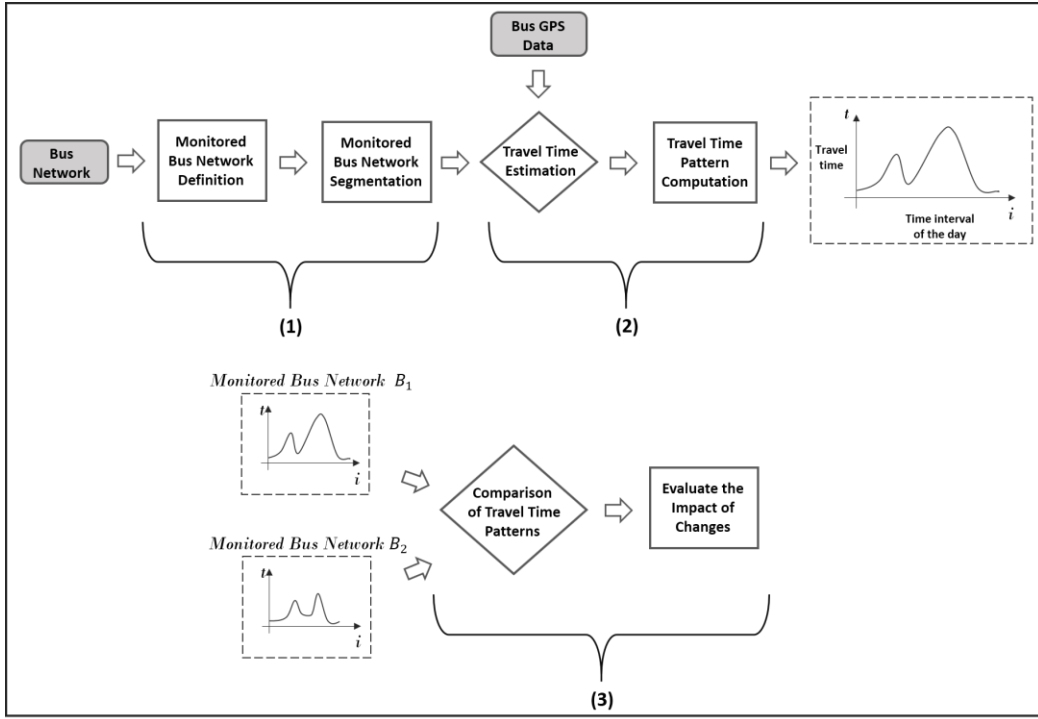 Bus GPS
Data
Bus
Network
Monitored
Bus Network
Definition
Monitored
Bus Network
Segmentation
Travel Time
Estimation
Travel Time
Pattern
Computation
t
Travel
time
i
Time interval
of the day
(1)
(2)
Monitored Bus Network B₁
t
i
Monitored Bus Network B₂
t
i
Comparison
of Travel Time
Patterns
Evaluate the
Impact of
Changes
(3)